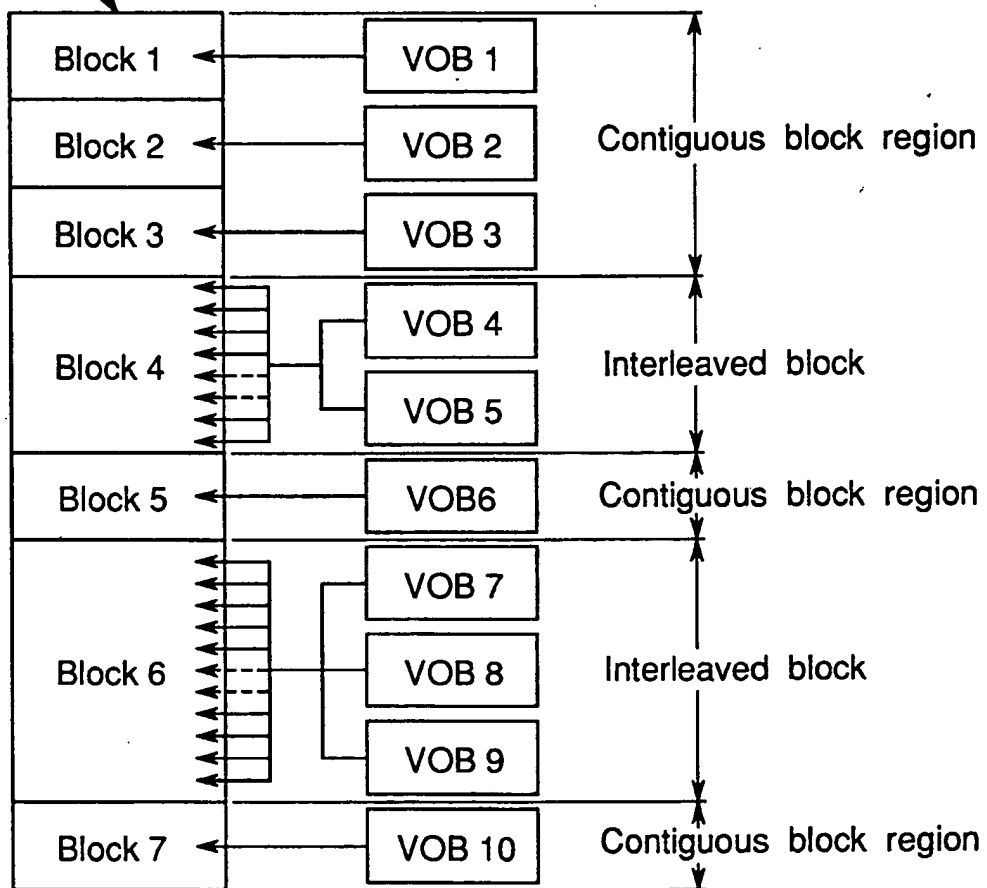 Block 1 VOB 1
Contiguous block region
Block 2 VOB 2
Block 3 VOB 3
VOB 4
Block 4 Interleaved block
VOB 5
Block 5 VOB6 Contiguous block region
VOB 7
Block 6 VOB 8 Interleaved block
VOB 9
Block 7 VOB 10 Contiguous block region